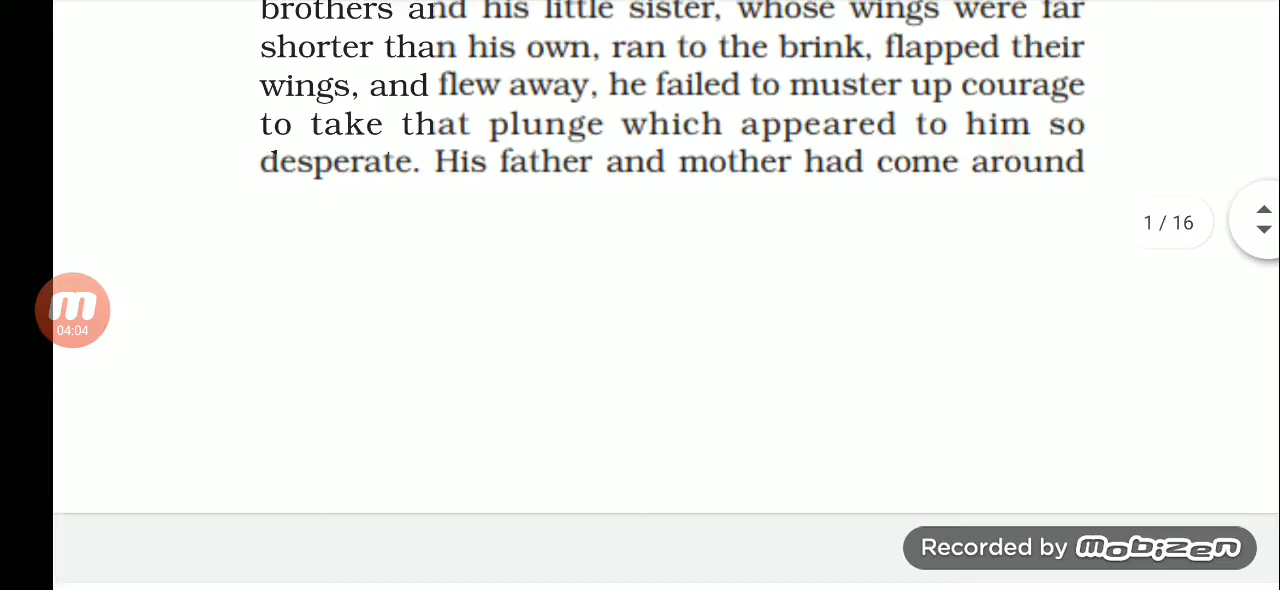 brothers and his little sister, whose wings were far
shorter than his own, ran to the brink, flapped their
wings, and flew away, he failed to muster up courage
to take that plunge which appeared to him so
desperate. His father and mother had come around
1 / 16
m
04:04
Recorded by mobizen